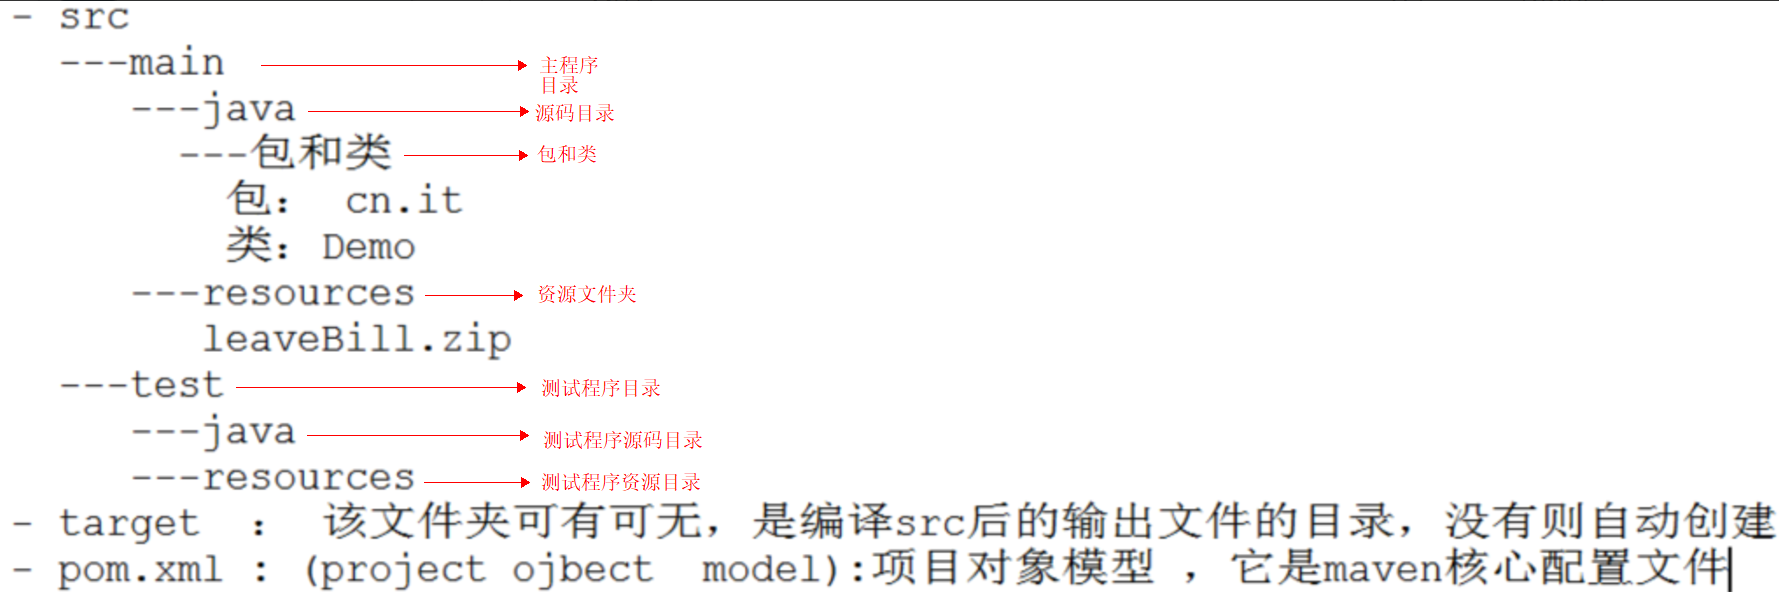 - src
---main 主程序
目录
---java 源码目录
---包和类 包和类
包： cn.it
类：Demo
---resources 资源文件夹
leaveBill.zip
---test 测试程序目录
---java 测试程序源码目录
---resources 测试程序资源目录
- target ： 该文件夹可有可无，是编译src后的输出文件的目录，没有则自动创建
- pom.xml : (project ojbect model):项目对象模型 ，它是maven核心配置文件